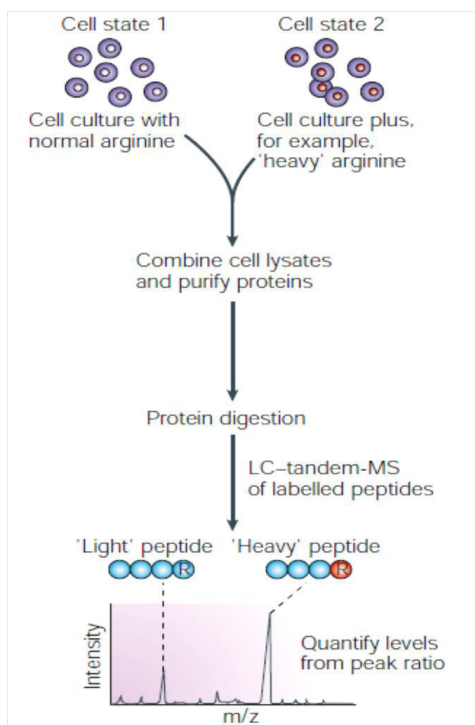 Cell state 1
Cell state 2
Cell culture with
normal arginine
Cell culture plus,
for example,
'heavy' arginine
Combine cell lysates
and purify proteins
Protein digestion
LC–tandem-MS
of labelled peptides
'Light' peptide
'Heavy' peptide
R
R
Intensity
Quantify levels
from peak ratio
m/z